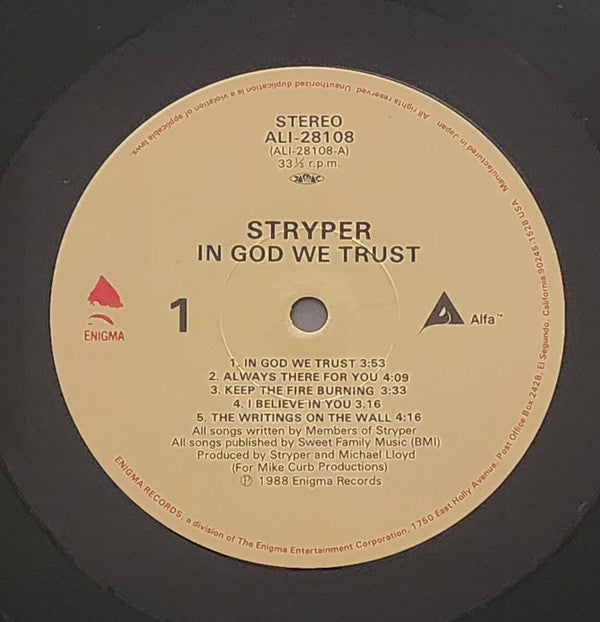 STEREO
ALI-28108
(ALI-28108-A)
33⅓ r.p.m.
STRYPER
IN GOD WE TRUST
ENIGMA
1
Alfa™
1. IN GOD WE TRUST 3:53
2. ALWAYS THERE FOR YOU 4:09
3. KEEP THE FIRE BURNING 3:33
4. I BELIEVE IN YOU 3.16
5. THE WRITINGS ON THE WALL 4:16
All songs written by Members of Stryper
All songs published by Sweet Family Music (BMI)
Produced by Stryper and Michael Lloyd
(For Mike Curb Productions)
℗ 1988 Enigma Records
ENIGMA RECORDS, a division of The Enigma Entertainment Corporation, 1750 East Holly Avenue, Post Office Box 2428, El Segundo, California 90245-1528 USA. Manufactured in Japan. All rights reserved. Unauthorized duplication is a violation of applicable laws.